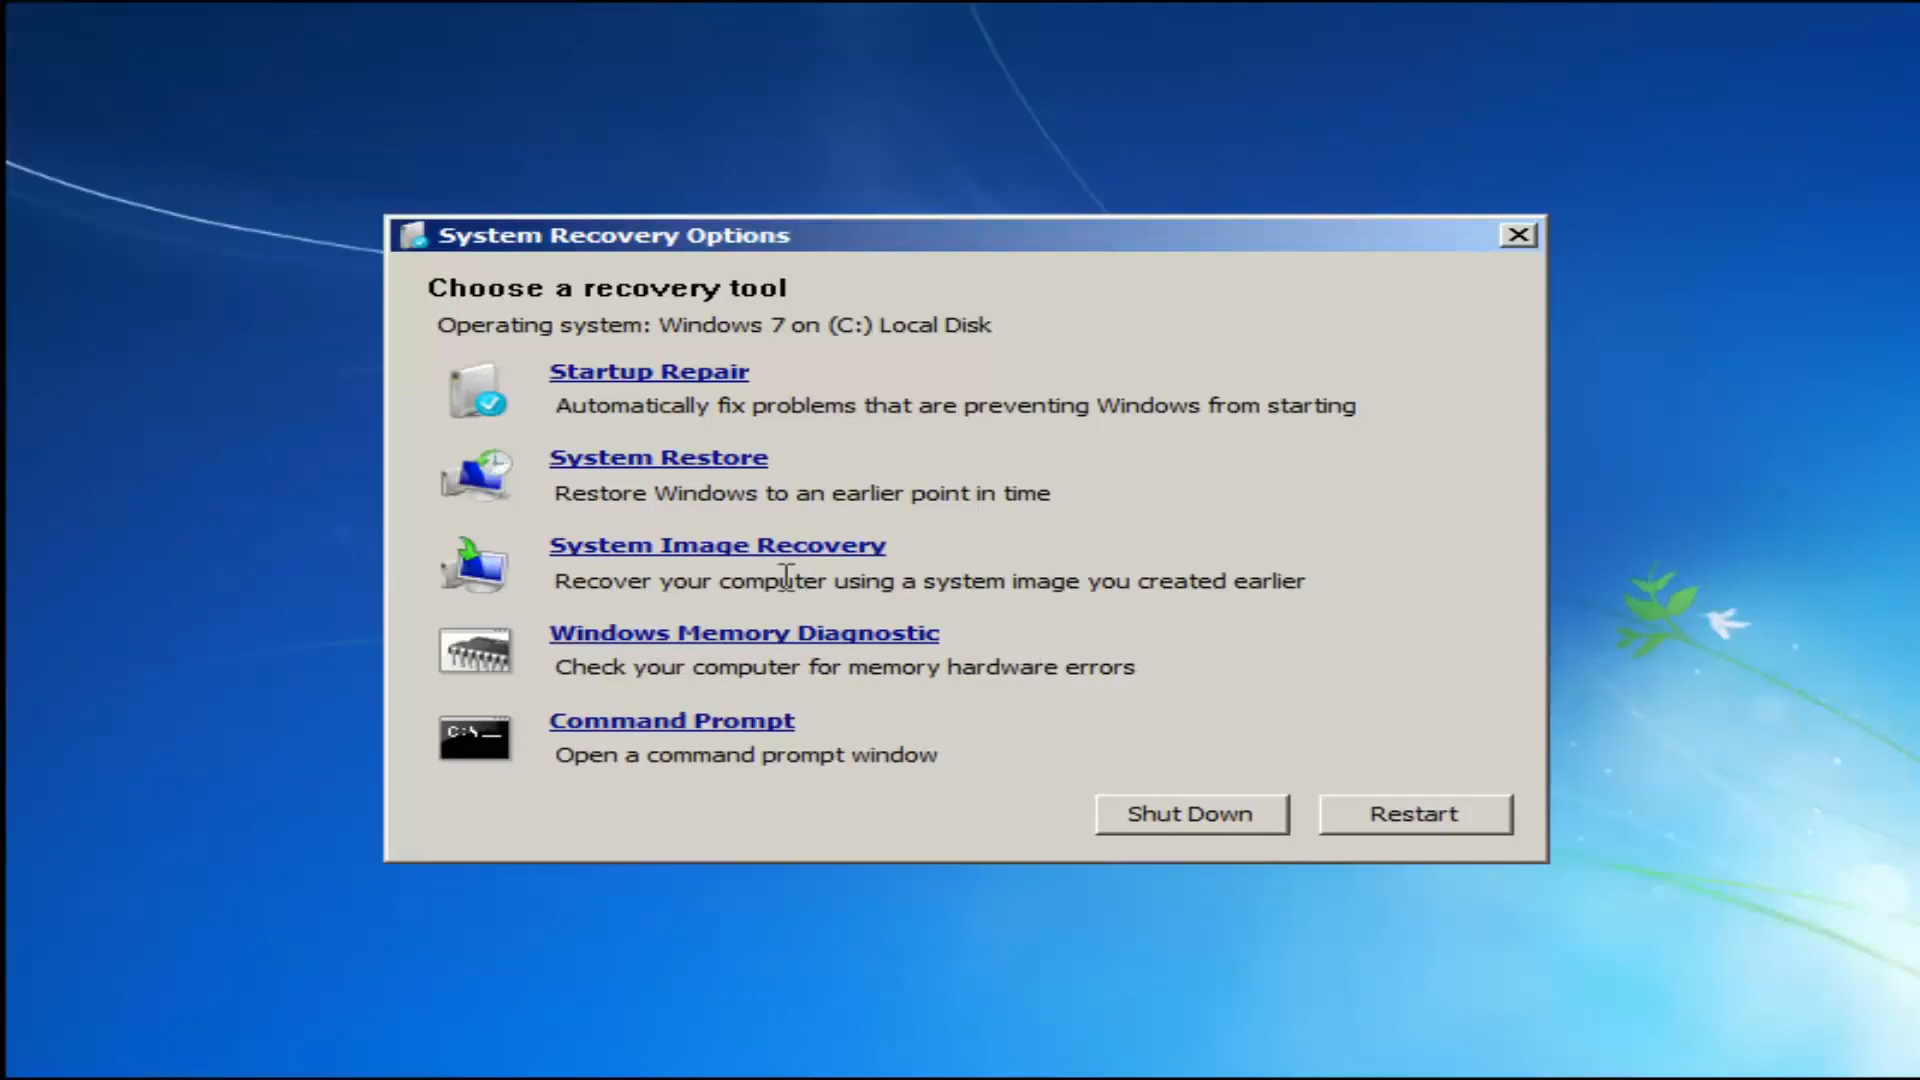 System Recovery Options
Choose a recovery tool
Operating system: Windows 7 on (C:) Local Disk
Startup Repair
Automatically fix problems that are preventing Windows from starting
System Restore
Restore Windows to an earlier point in time
System Image Recovery
Recover your computer using a system image you created earlier
Windows Memory Diagnostic
Check your computer for memory hardware errors
C:\_
Command Prompt
Open a command prompt window
Shut Down
Restart